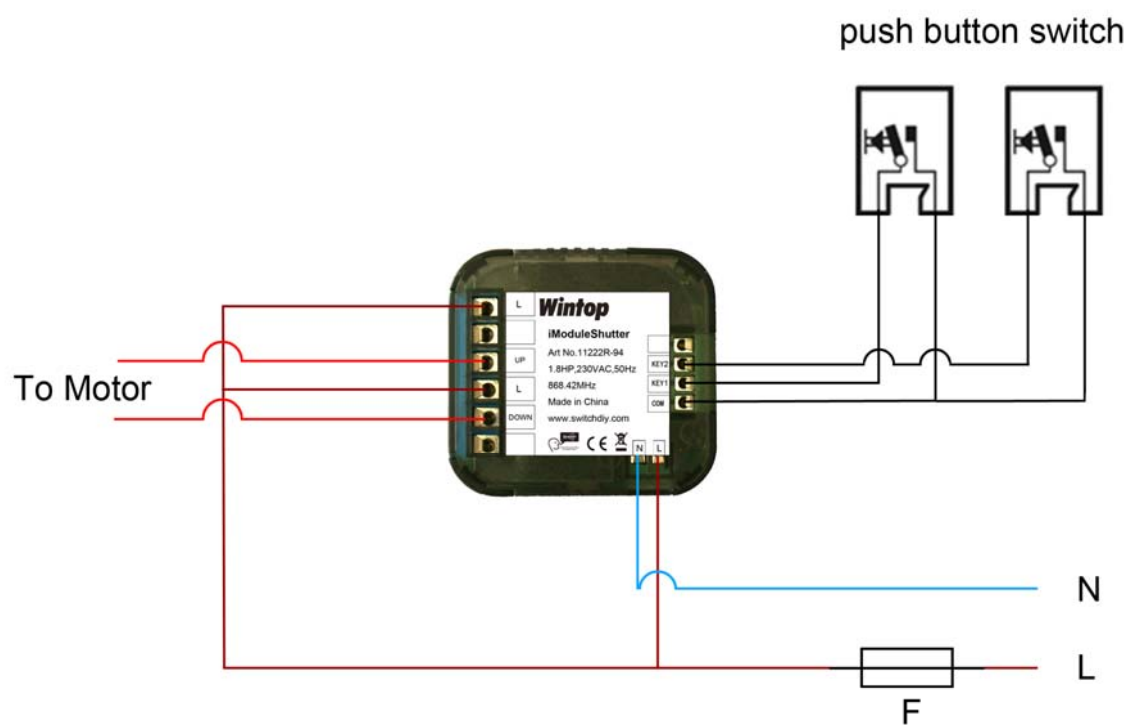 push button switch
L
Wintop
iModuleShutter
Art No.11222R-94
1.8HP,230VAC,50Hz
868.42MHz
Made in China
www.switchdiy.com
UP
L
DOWN
KEY2
KEY1
COM
N
L
To Motor
N
L
F